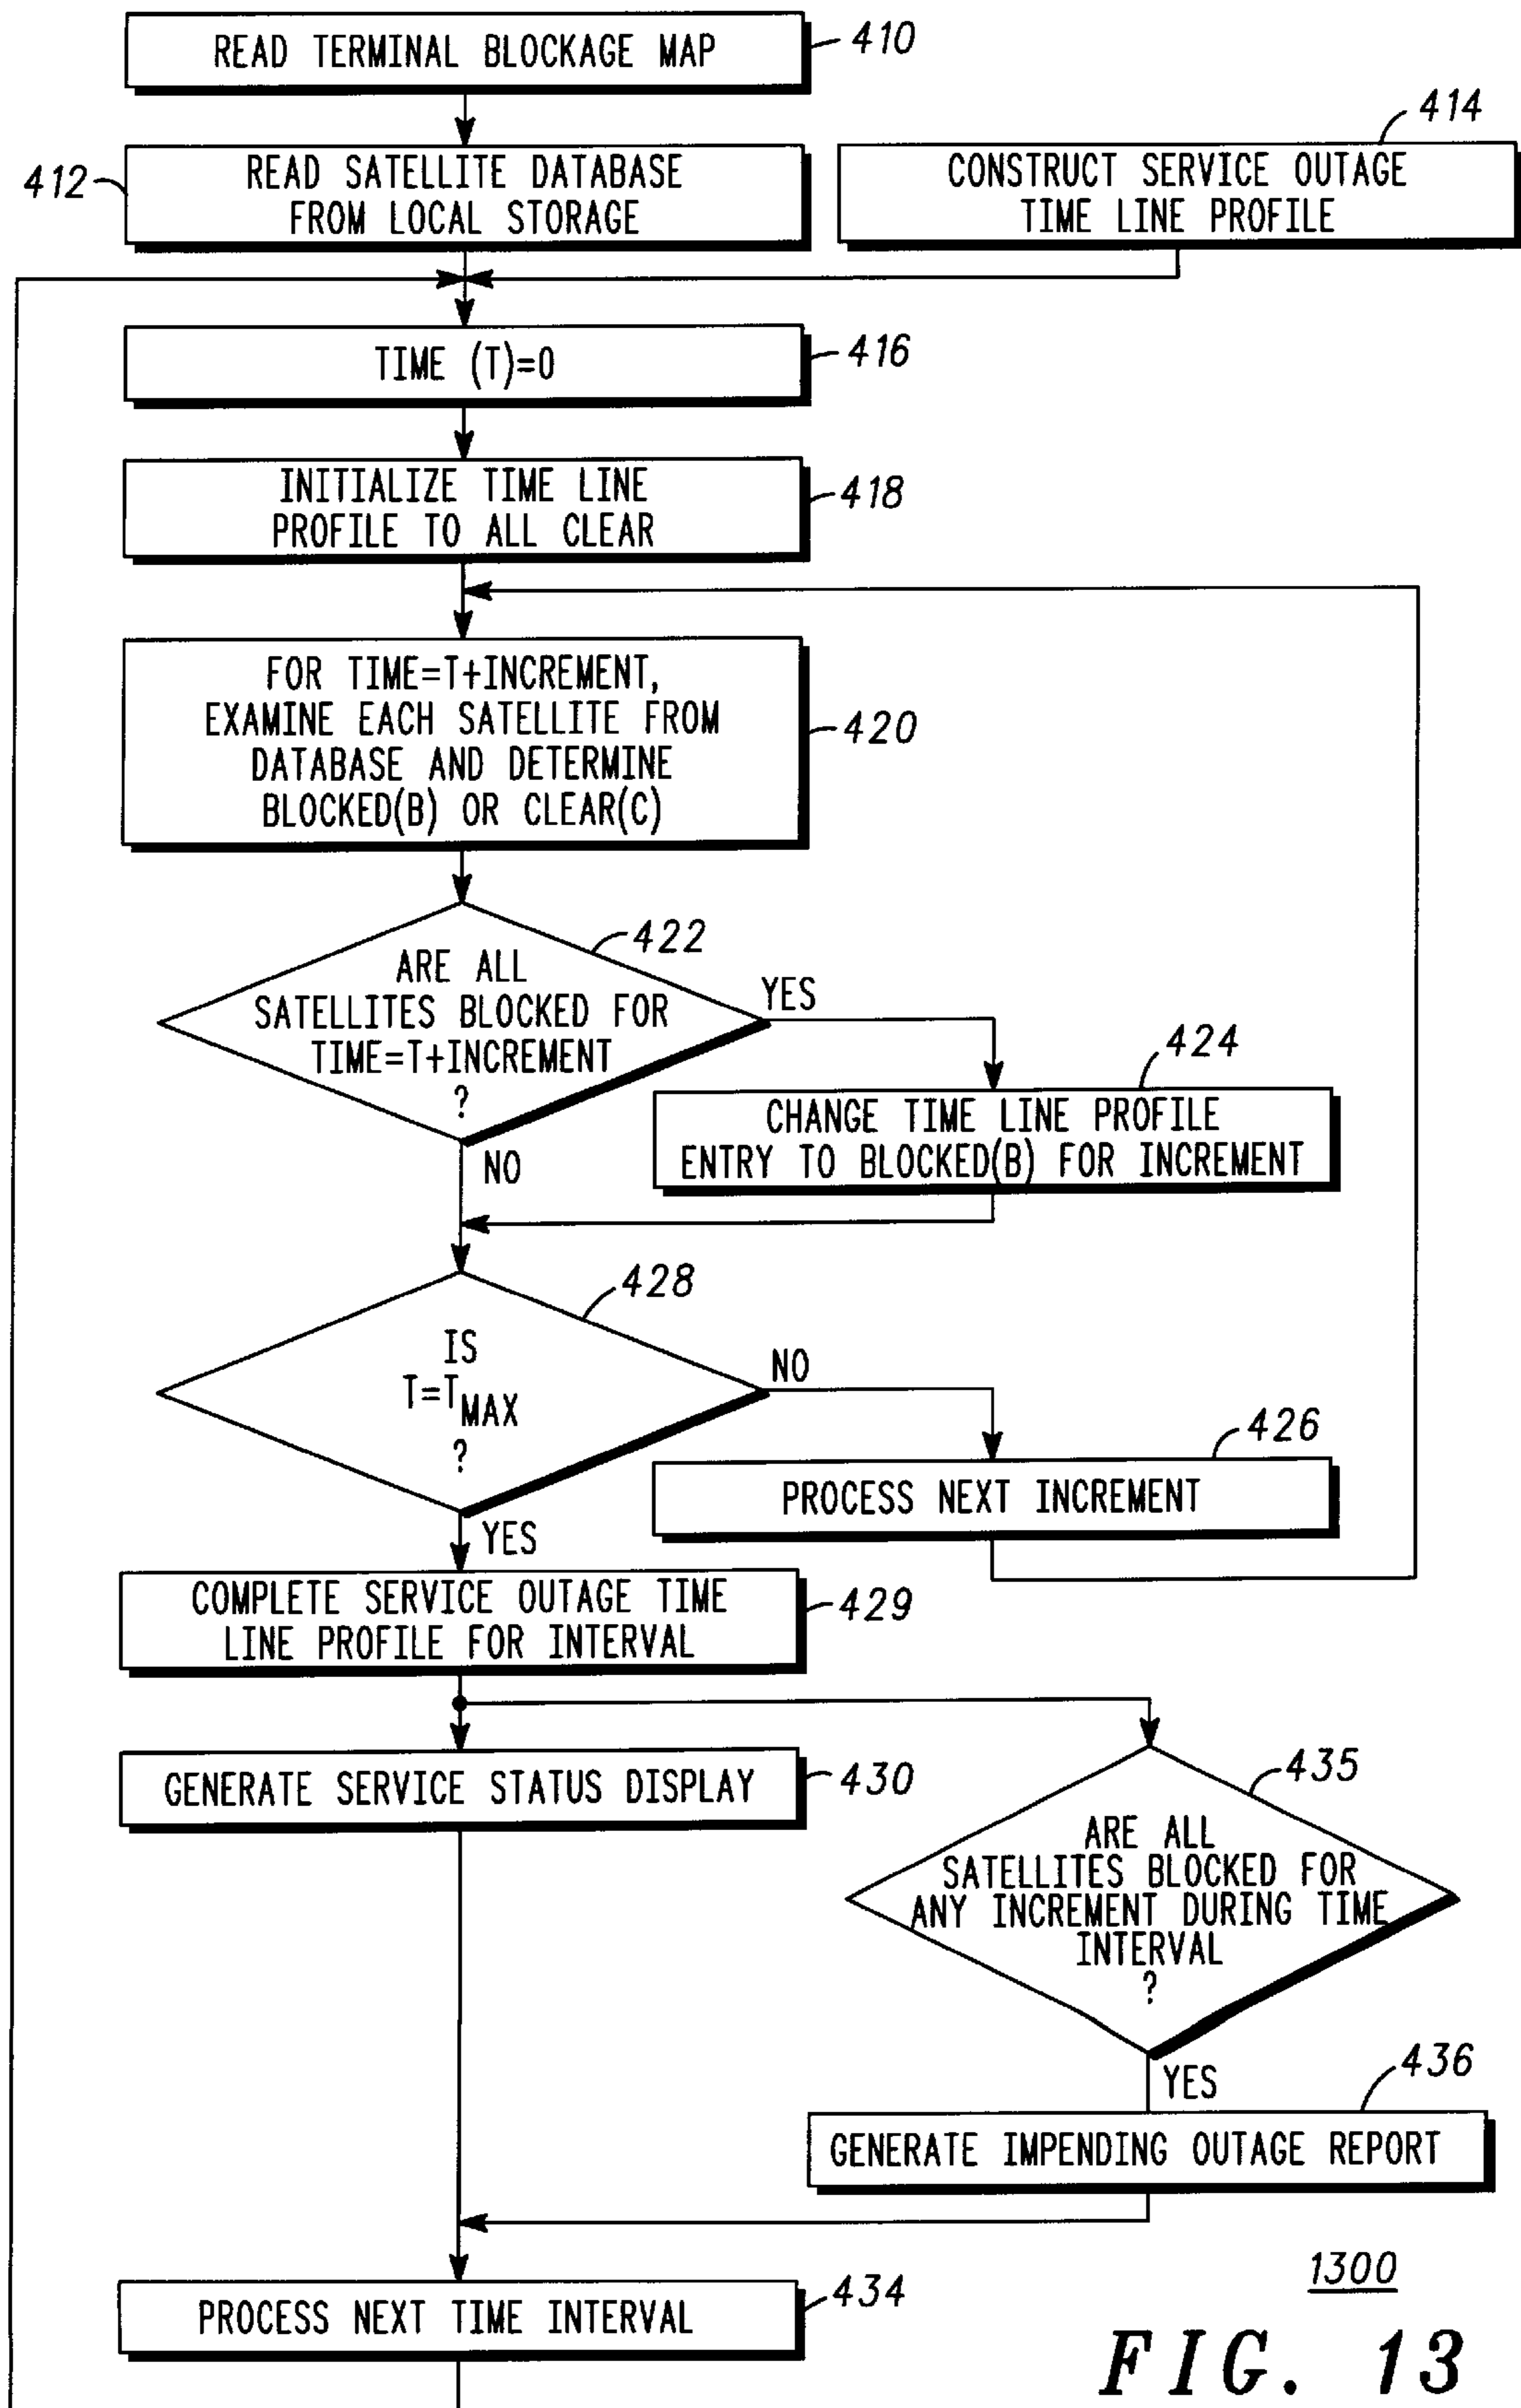 READ TERMINAL BLOCKAGE MAP
410
414
412
READ SATELLITE DATABASE
FROM LOCAL STORAGE
CONSTRUCT SERVICE OUTAGE
TIME LINE PROFILE
TIME (T)=0
416
INITIALIZE TIME LINE
PROFILE TO ALL CLEAR
418
FOR TIME=T+INCREMENT,
EXAMINE EACH SATELLITE FROM
DATABASE AND DETERMINE
BLOCKED(B) OR CLEAR(C)
420
422
ARE ALL
SATELLITES BLOCKED FOR
TIME=T+INCREMENT
?
YES
NO
424
CHANGE TIME LINE PROFILE
ENTRY TO BLOCKED(B) FOR INCREMENT
428
IS
T=TMAX
?
NO
YES
426
PROCESS NEXT INCREMENT
COMPLETE SERVICE OUTAGE TIME
LINE PROFILE FOR INTERVAL
429
GENERATE SERVICE STATUS DISPLAY
430
435
ARE ALL
SATELLITES BLOCKED FOR
ANY INCREMENT DURING TIME
INTERVAL
?
YES
436
GENERATE IMPENDING OUTAGE REPORT
PROCESS NEXT TIME INTERVAL
434
1300
FIG. 13